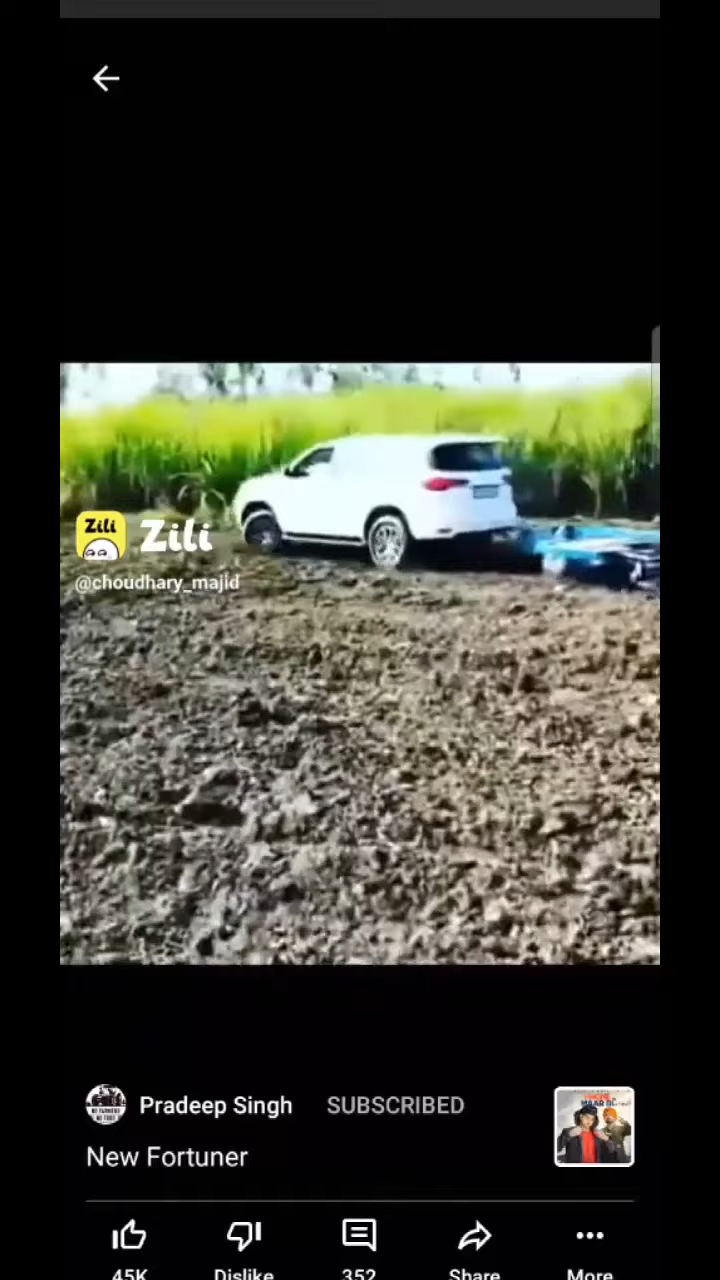 Zili
Zili
@choudhary_majid
Pradeep Singh
SUBSCRIBED
New Fortuner
45K
Dislike
352
Share
More